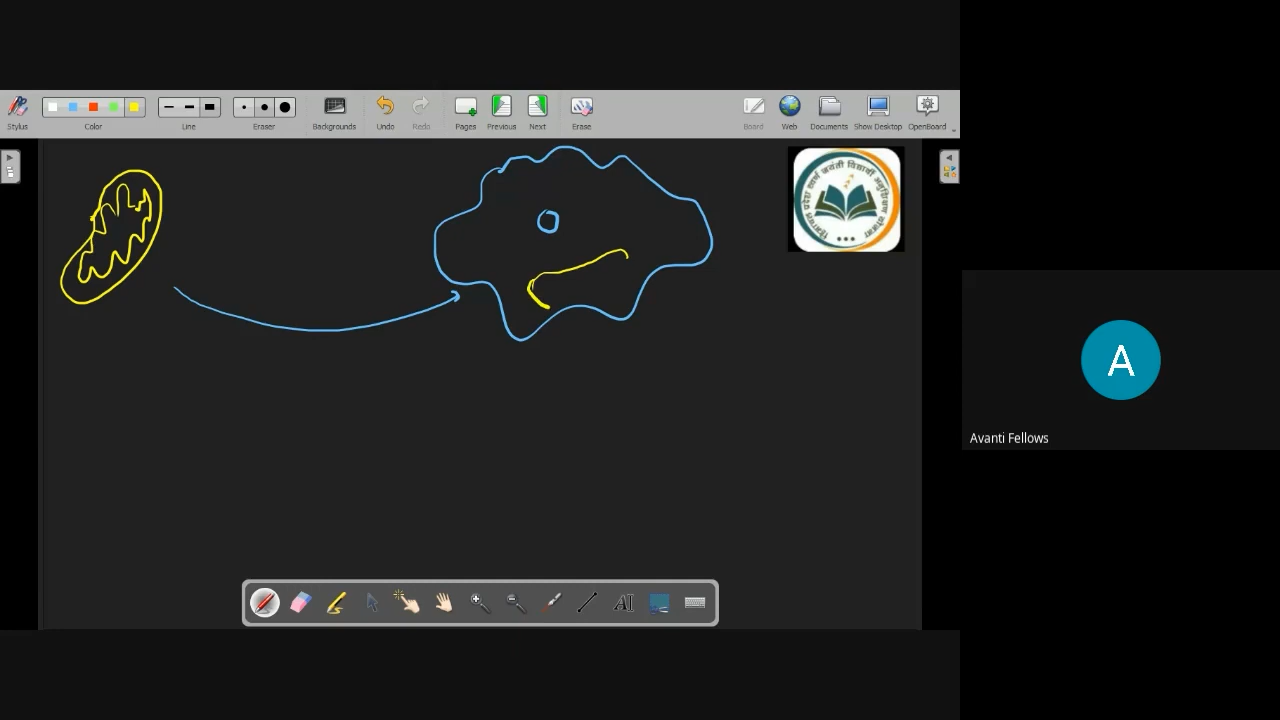 Stylus
Color
Line
Eraser
Backgrounds
Undo
Redo
Pages
Previous
Next
Erase
Board
Web
Documents
Show Desktop
OpenBoard
A
Avanti Fellows
AI